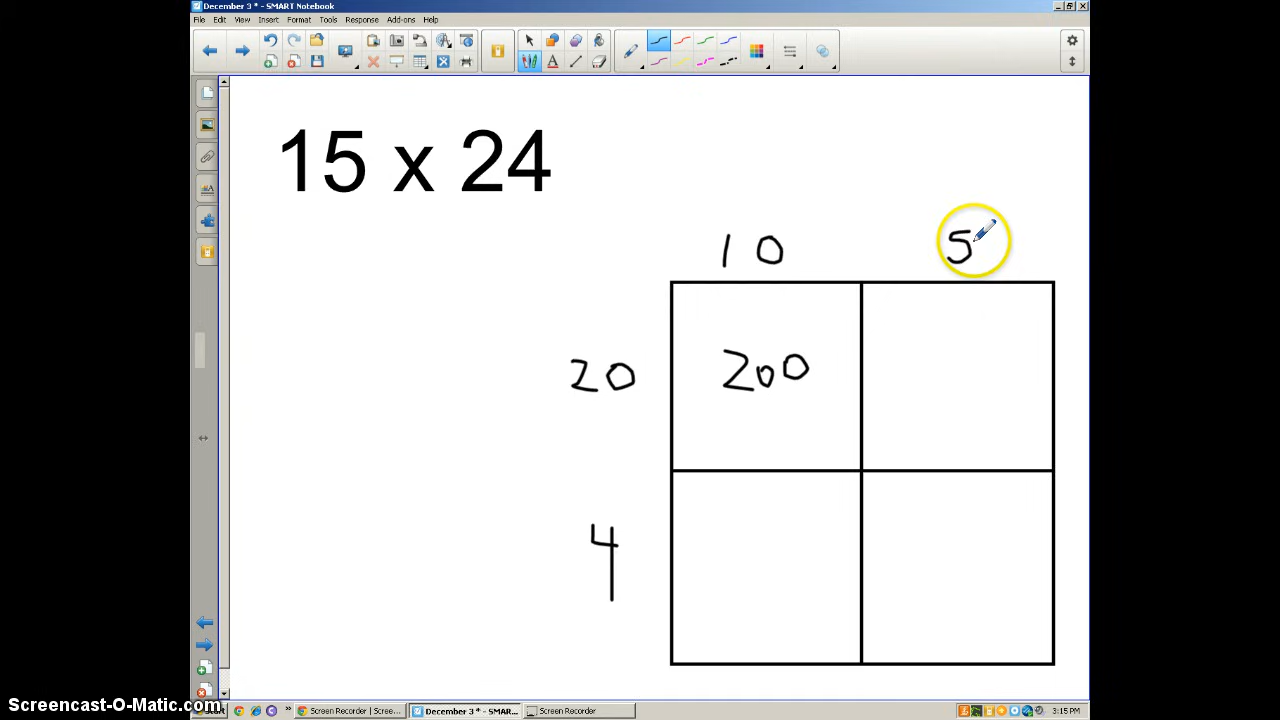 December 3 * - SMART Notebook
File Edit View Insert Format Tools Response Add-ons Help
15 x 24
10 5
20 200
4
Screencast-O-Matic.com
Screen Recorder | Scree... December 3 * - SMAR... Screen Recorder 3:15 PM